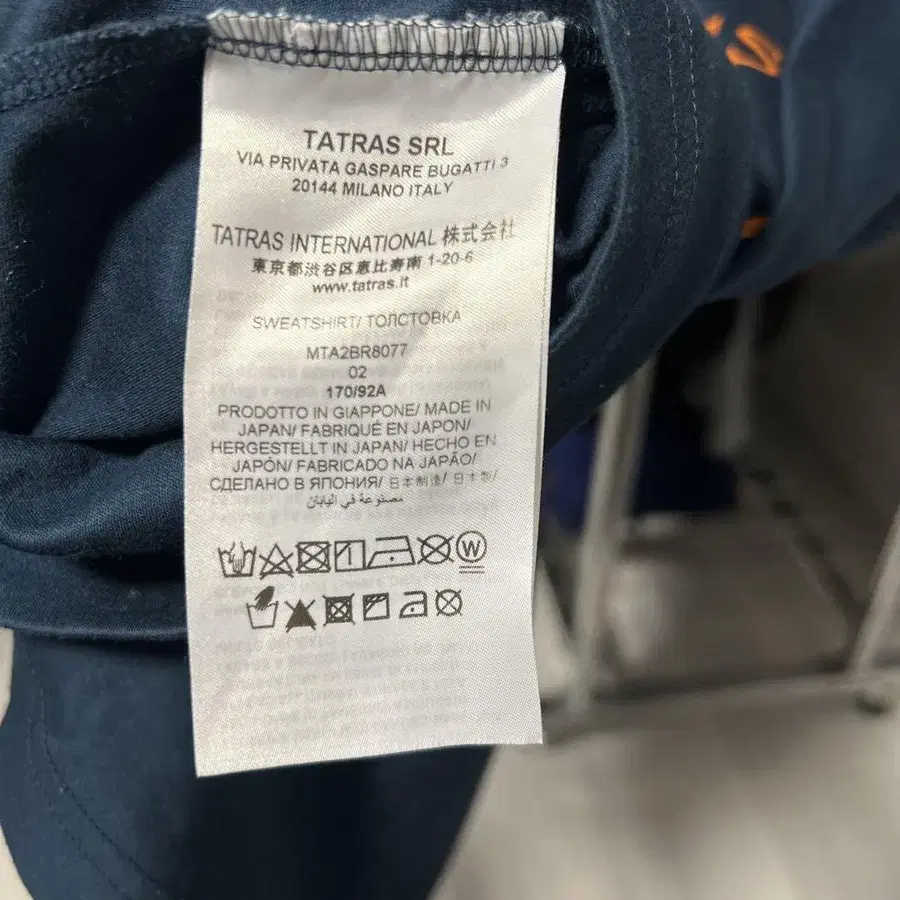 TATRAS SRL
VIA PRIVATA GASPARE BUGATTI 3
20144 MILANO ITALY
TATRAS INTERNATIONAL 株式会社
東京都渋谷区恵比寿南 1-20-6
www.tatras.it
SWEATSHIRT/ ТОЛСТОВКА
MTA2BR8077
02
170/92A
PRODOTTO IN GIAPPONE/ MADE IN
JAPAN/ FABRIQUÉ EN JAPON/
HERGESTELLT IN JAPAN/ HECHO EN
JAPÓN/ FABRICADO NA JAPÃO/
СДЕЛАНО В ЯПОНИЯ/ 日本制造/ 日本製/
مصنوعة في اليابان
W